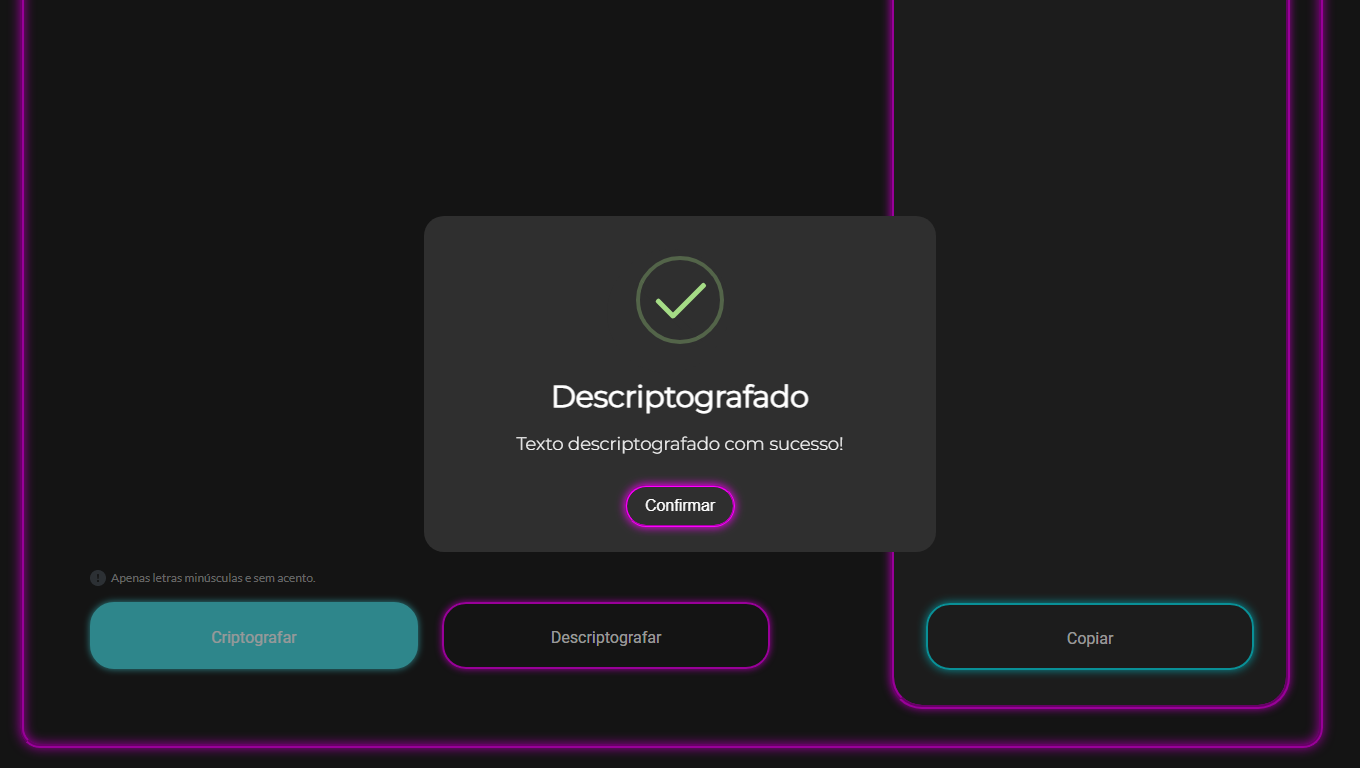 Descriptografado
Texto descriptografado com sucesso!
Confirmar
Apenas letras minúsculas e sem acento.
Criptografar
Descriptografar
Copiar